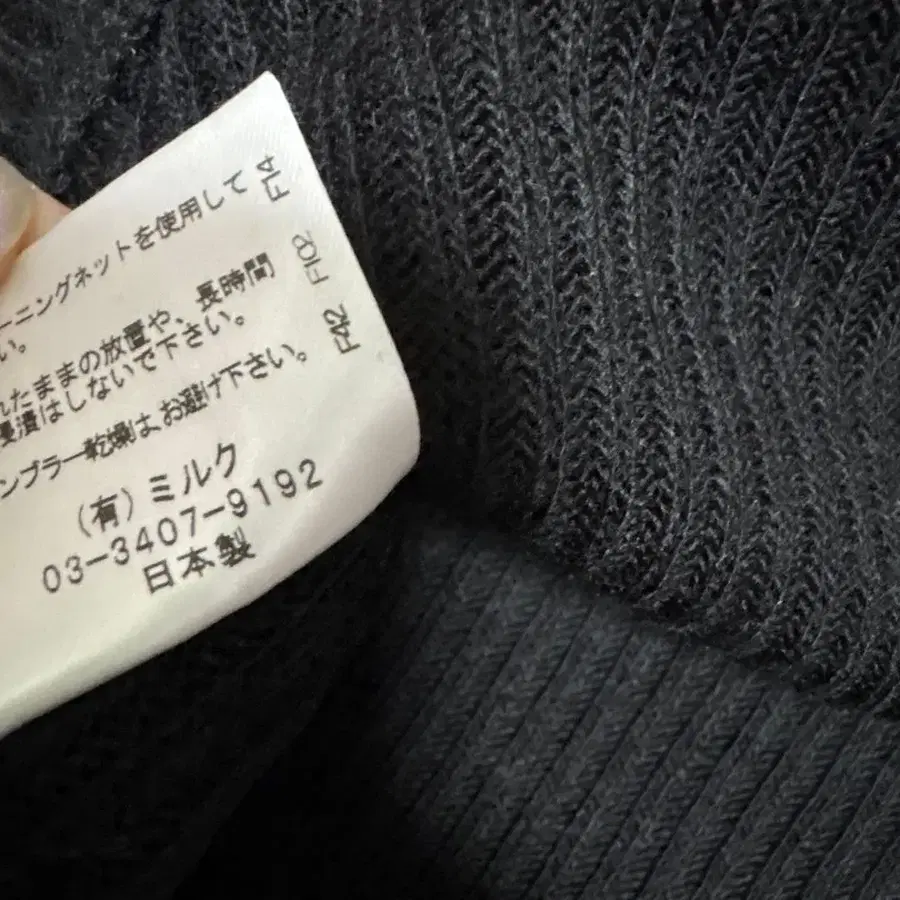 ーニングネットを使用して F14
い。
れたままの放置や、長時間 F102
浸漬はしないで下さい。
ンブラー乾燥は、お避け下さい。 F42
(有)ミルク
03-3407-9192
日本製